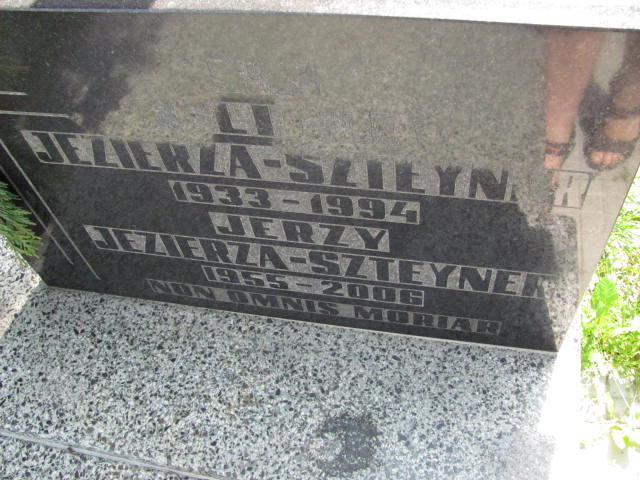 JEZIERZA-SZTEYNER
1933-1994
JERZY
JEZIERZA-SZTEYNER
1955-2006
NON OMNIS MORIAR